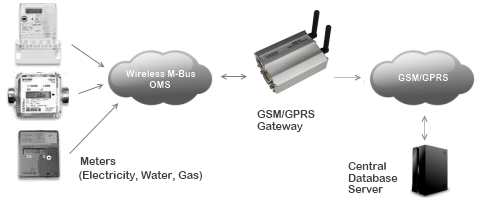 Wireless M-Bus
OMS
GSM/GPRS
GSM/GPRS
Gateway
Meters
(Electricity, Water, Gas)
Central
Database
Server